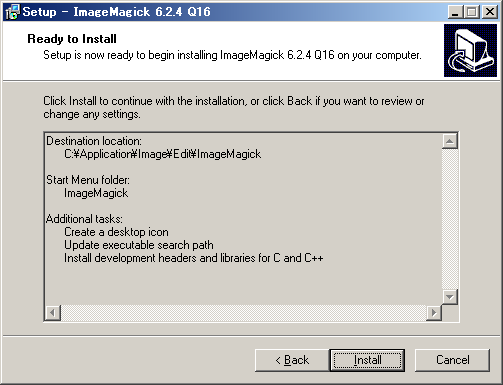 Setup - ImageMagick 6.2.4 Q16
Ready to Install
Setup is now ready to begin installing ImageMagick 6.2.4 Q16 on your computer.
Click Install to continue with the installation, or click Back if you want to review or
change any settings.
Destination location:
C:¥Application¥Image¥Edit¥ImageMagick
Start Menu folder:
ImageMagick
Additional tasks:
Create a desktop icon
Update executable search path
Install development headers and libraries for C and C++
< Back
Install
Cancel